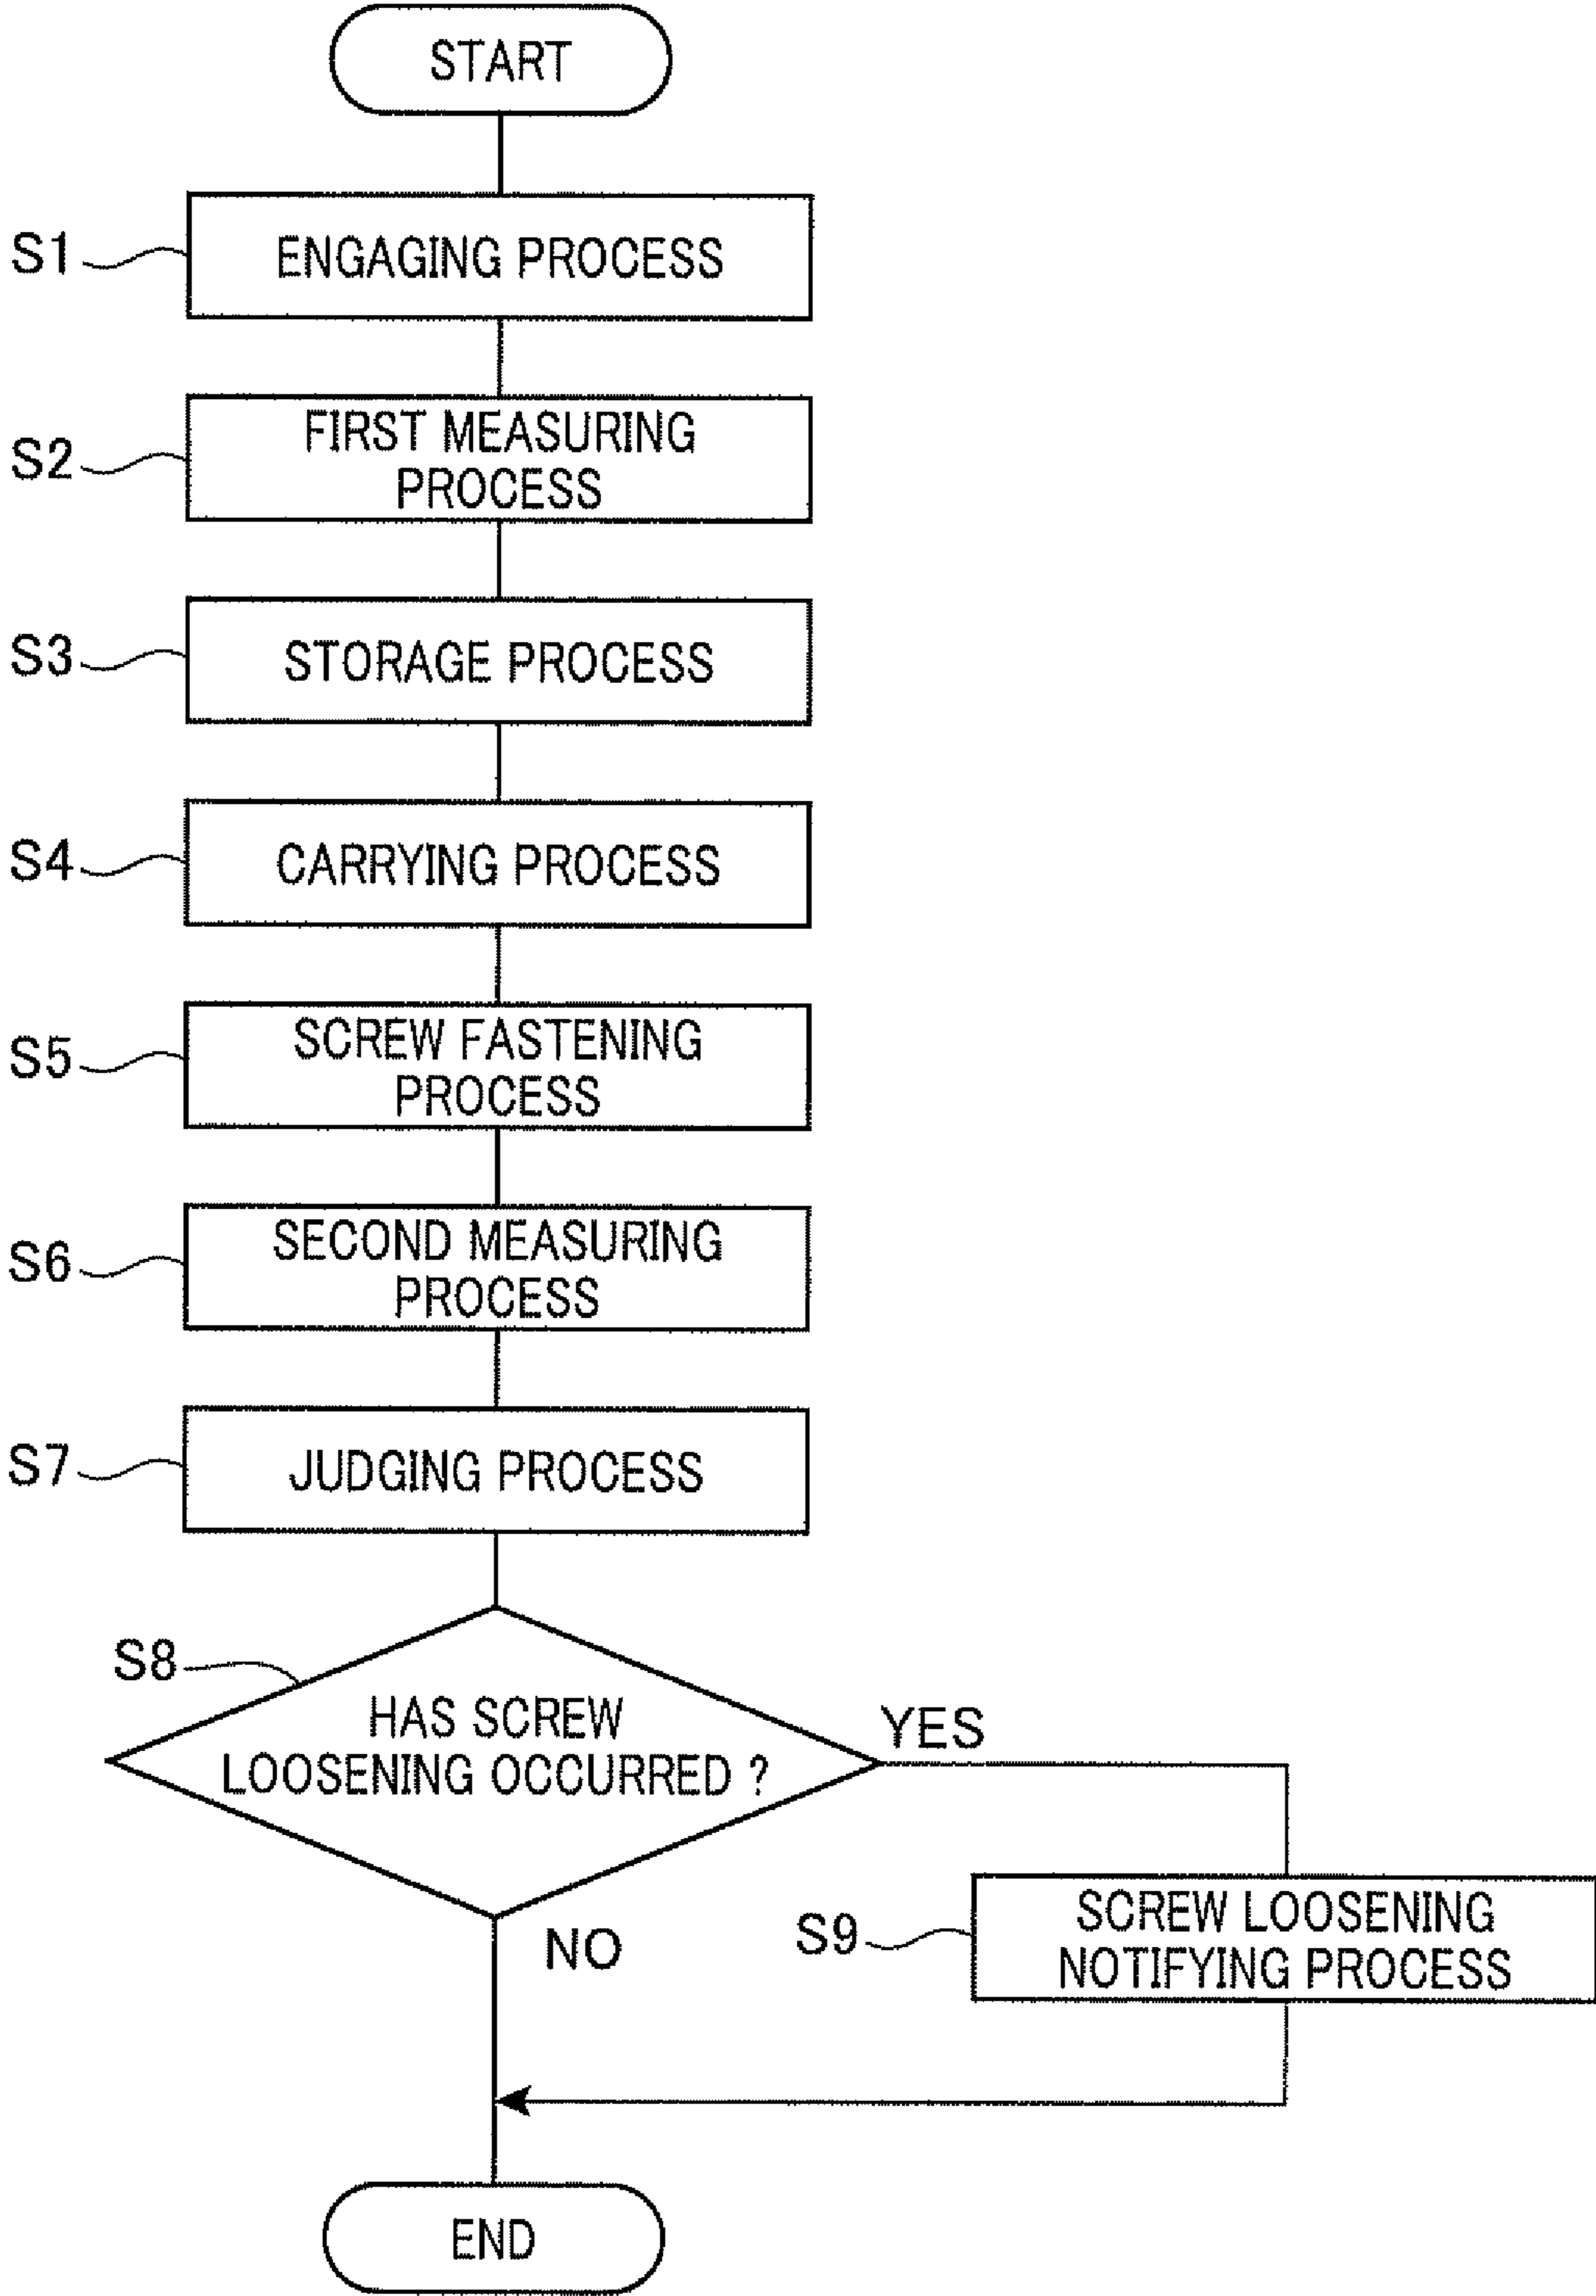 START
S1
ENGAGING PROCESS
S2
FIRST MEASURING
PROCESS
S3
STORAGE PROCESS
S4
CARRYING PROCESS
S5
SCREW FASTENING
PROCESS
S6
SECOND MEASURING
PROCESS
S7
JUDGING PROCESS
S8
HAS SCREW
LOOSENING OCCURRED ?
YES
NO
S9
SCREW LOOSENING
NOTIFYING PROCESS
END